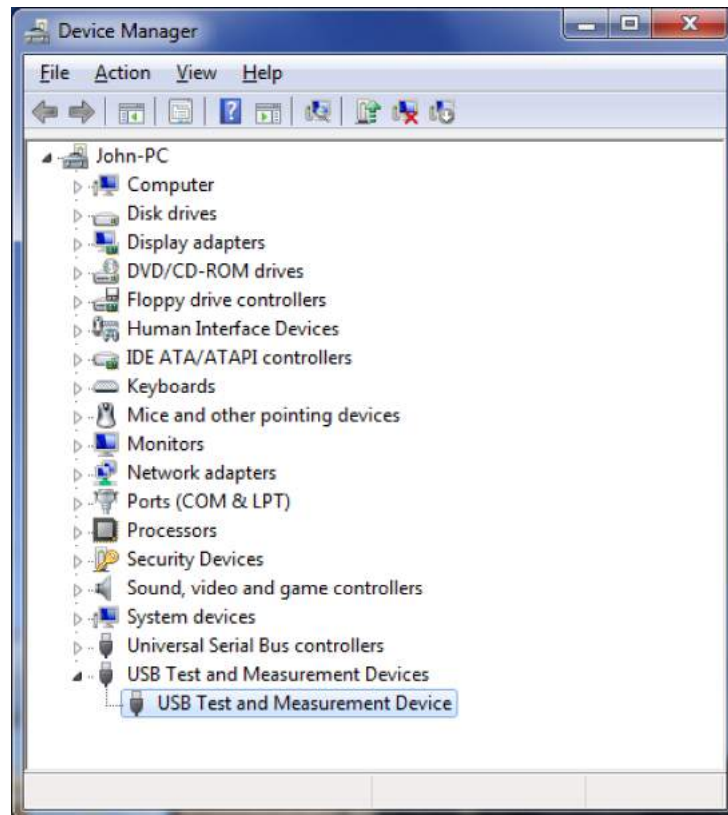 Device Manager
File Action View Help
John-PC
Computer
Disk drives
Display adapters
DVD/CD-ROM drives
Floppy drive controllers
Human Interface Devices
IDE ATA/ATAPI controllers
Keyboards
Mice and other pointing devices
Monitors
Network adapters
Ports (COM & LPT)
Processors
Security Devices
Sound, video and game controllers
System devices
Universal Serial Bus controllers
USB Test and Measurement Devices
USB Test and Measurement Device